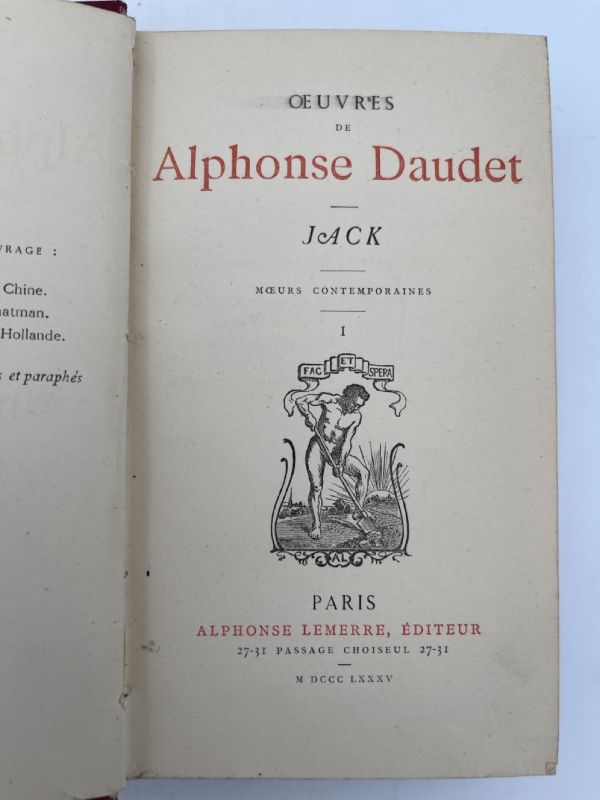 VRAGE :
Chine.
atman.
Hollande.
s et paraphés
ŒUVRES
DE
Alphonse Daudet
JACK
MŒURS CONTEMPORAINES
I
FAC ET SPERA
AL
PARIS
ALPHONSE LEMERRE, ÉDITEUR
27-31 PASSAGE CHOISEUL 27-31
M DCCC LXXXV